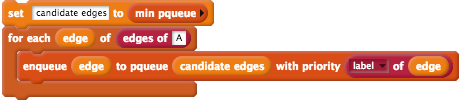 set candidate edges to min pqueue
for each edge of edges of A
enqueue edge to pqueue candidate edges with priority label of edge